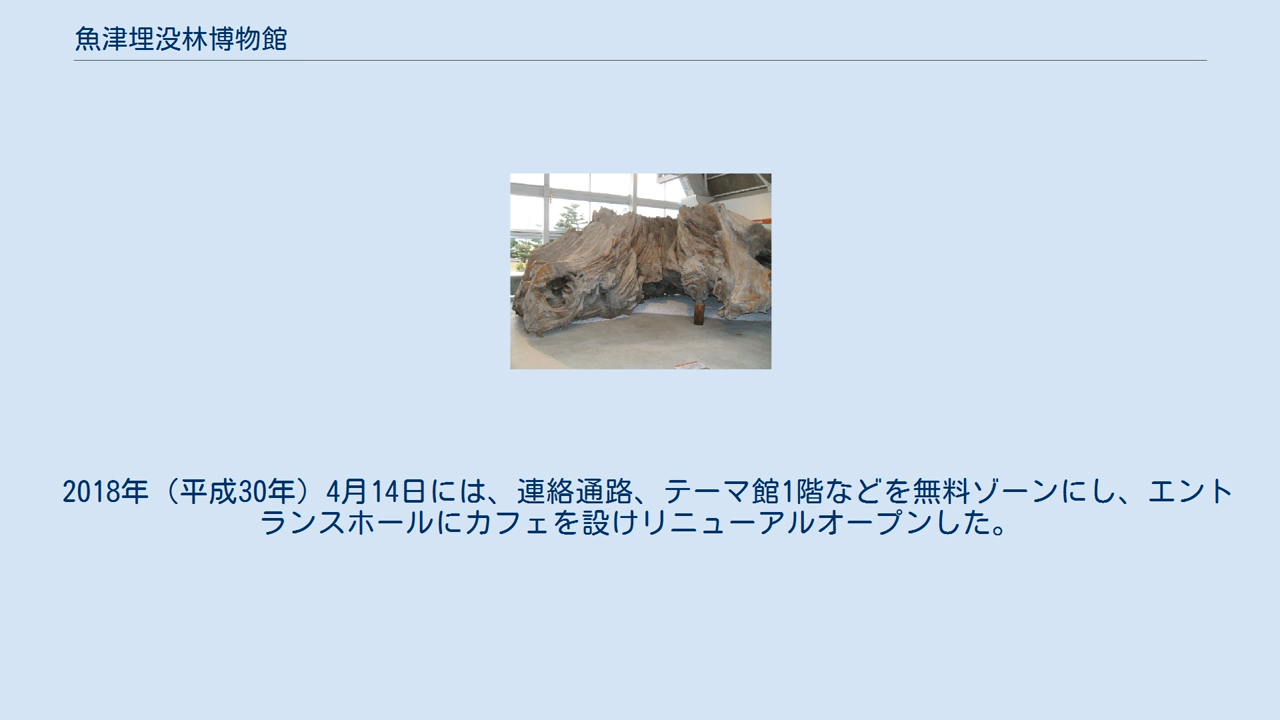 魚津埋没林博物館
2018年（平成30年）4月14日には、連絡通路、テーマ館1階などを無料ゾーンにし、エント
ランスホールにカフェを設けリニューアルオープンした。